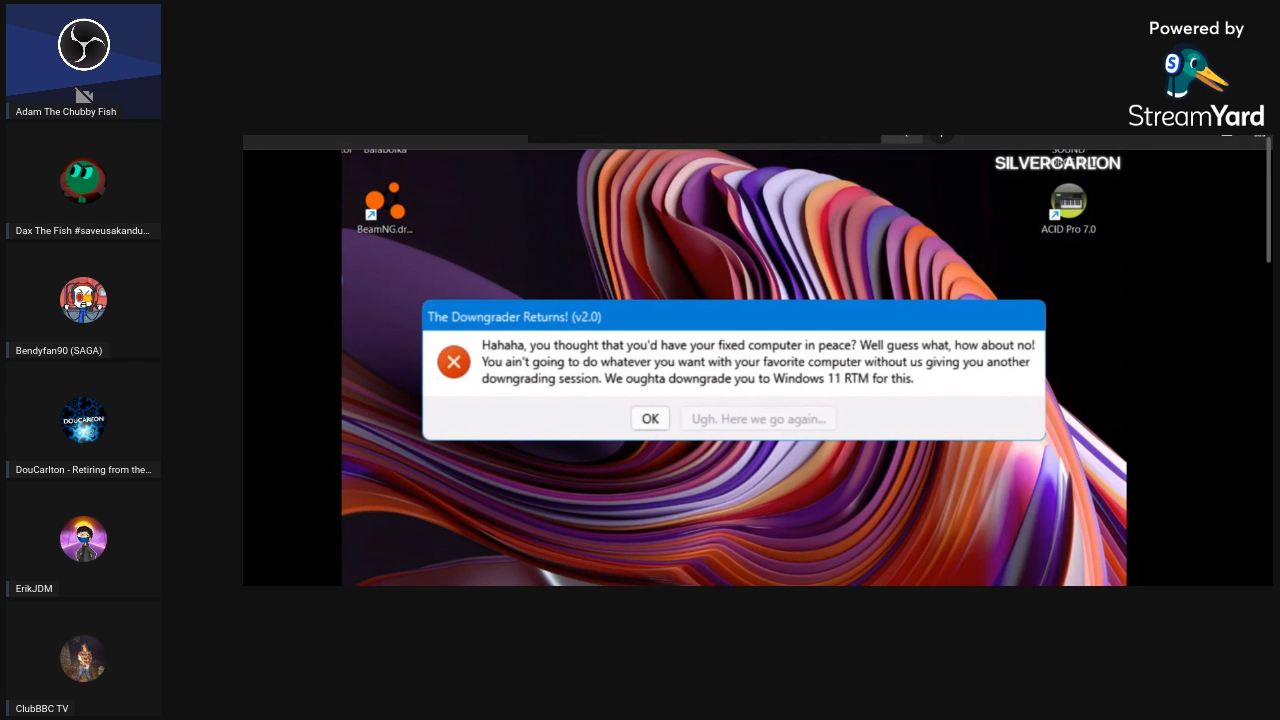 Powered by
StreamYard
Adam The Chubby Fish
Dax The Fish #saveusakandu...
Bendyfan90 (SAGA)
DOUCARLTON
DouCarlton - Retiring from the...
ErikJDM
ClubBBC TV
SILVERCARLTON
BeamNG.dr...
ACID Pro 7.0
The Downgrader Returns! (v2.0)
Hahaha, you thought that you'd have your fixed computer in peace? Well guess what, how about no!
You ain't going to do whatever you want with your favorite computer without us giving you another
downgrading session. We oughta downgrade you to Windows 11 RTM for this.
OK
Ugh. Here we go again...